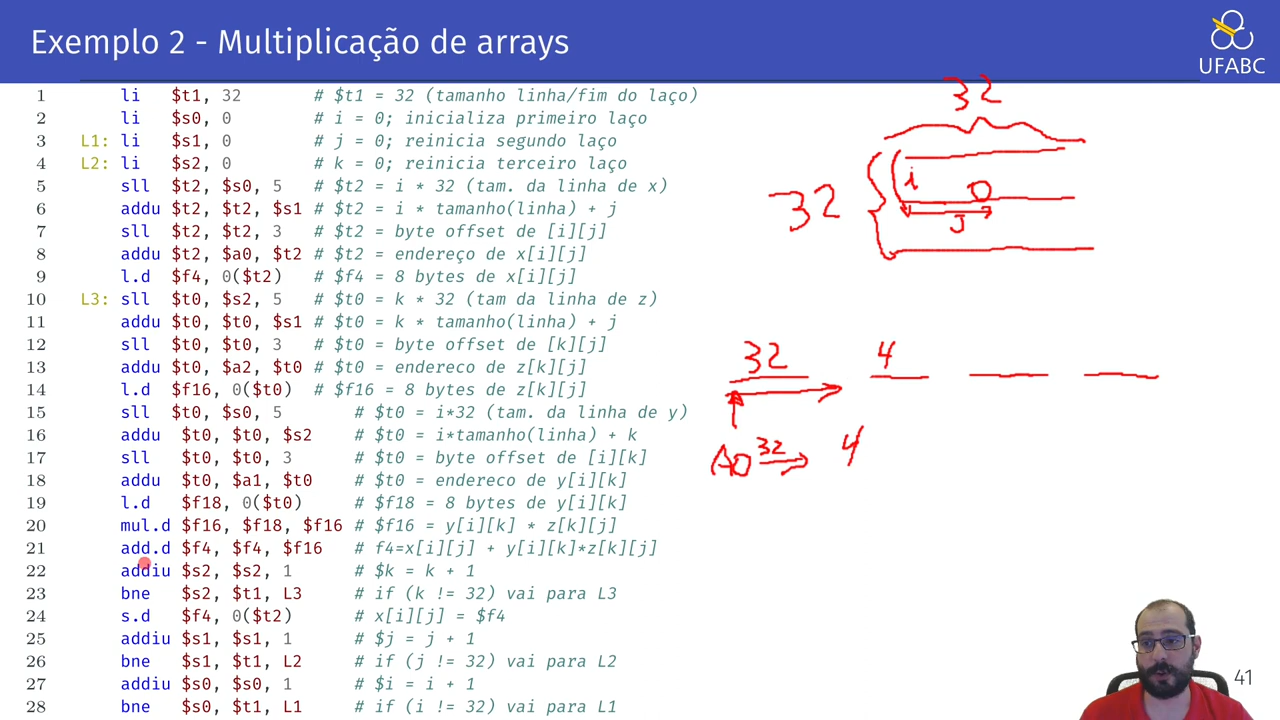 Exemplo 2 - Multiplicação de arrays
UFABC
1 li $t1, 32 # $t1 = 32 (tamanho linha/fim do laço)
2 li $s0, 0 # i = 0; inicializa primeiro laço
3 L1: li $s1, 0 # j = 0; reinicia segundo laço
4 L2: li $s2, 0 # k = 0; reinicia terceiro laço
5 sll $t2, $s0, 5 # $t2 = i * 32 (tam. da linha de x)
6 addu $t2, $t2, $s1 # $t2 = i * tamanho(linha) + j
7 sll $t2, $t2, 3 # $t2 = byte offset de [i][j]
8 addu $t2, $a0, $t2 # $t2 = endereço de x[i][j]
9 l.d $f4, 0($t2) # $f4 = 8 bytes de x[i][j]
10 L3: sll $t0, $s2, 5 # $t0 = k * 32 (tam da linha de z)
11 addu $t0, $t0, $s1 # $t0 = k * tamanho(linha) + j
12 sll $t0, $t0, 3 # $t0 = byte offset de [k][j]
13 addu $t0, $a2, $t0 # $t0 = endereco de z[k][j]
14 l.d $f16, 0($t0) # $f16 = 8 bytes de z[k][j]
15 sll $t0, $s0, 5 # $t0 = i*32 (tam. da linha de y)
16 addu $t0, $t0, $s2 # $t0 = i*tamanho(linha) + k
17 sll $t0, $t0, 3 # $t0 = byte offset de [i][k]
18 addu $t0, $a1, $t0 # $t0 = endereco de y[i][k]
19 l.d $f18, 0($t0) # $f18 = 8 bytes de y[i][k]
20 mul.d $f16, $f18, $f16 # $f16 = y[i][k] * z[k][j]
21 add.d $f4, $f4, $f16 # f4=x[i][j] + y[i][k]*z[k][j]
22 addiu $s2, $s2, 1 # $k = k + 1
23 bne $s2, $t1, L3 # if (k != 32) vai para L3
24 s.d $f4, 0($t2) # x[i][j] = $f4
25 addiu $s1, $s1, 1 # $j = j + 1
26 bne $s1, $t1, L2 # if (j != 32) vai para L2
27 addiu $s0, $s0, 1 # $i = i + 1
28 bne $s0, $t1, L1 # if (i != 32) vai para L1
32
32
i
J
32 4
A0 32 4
41